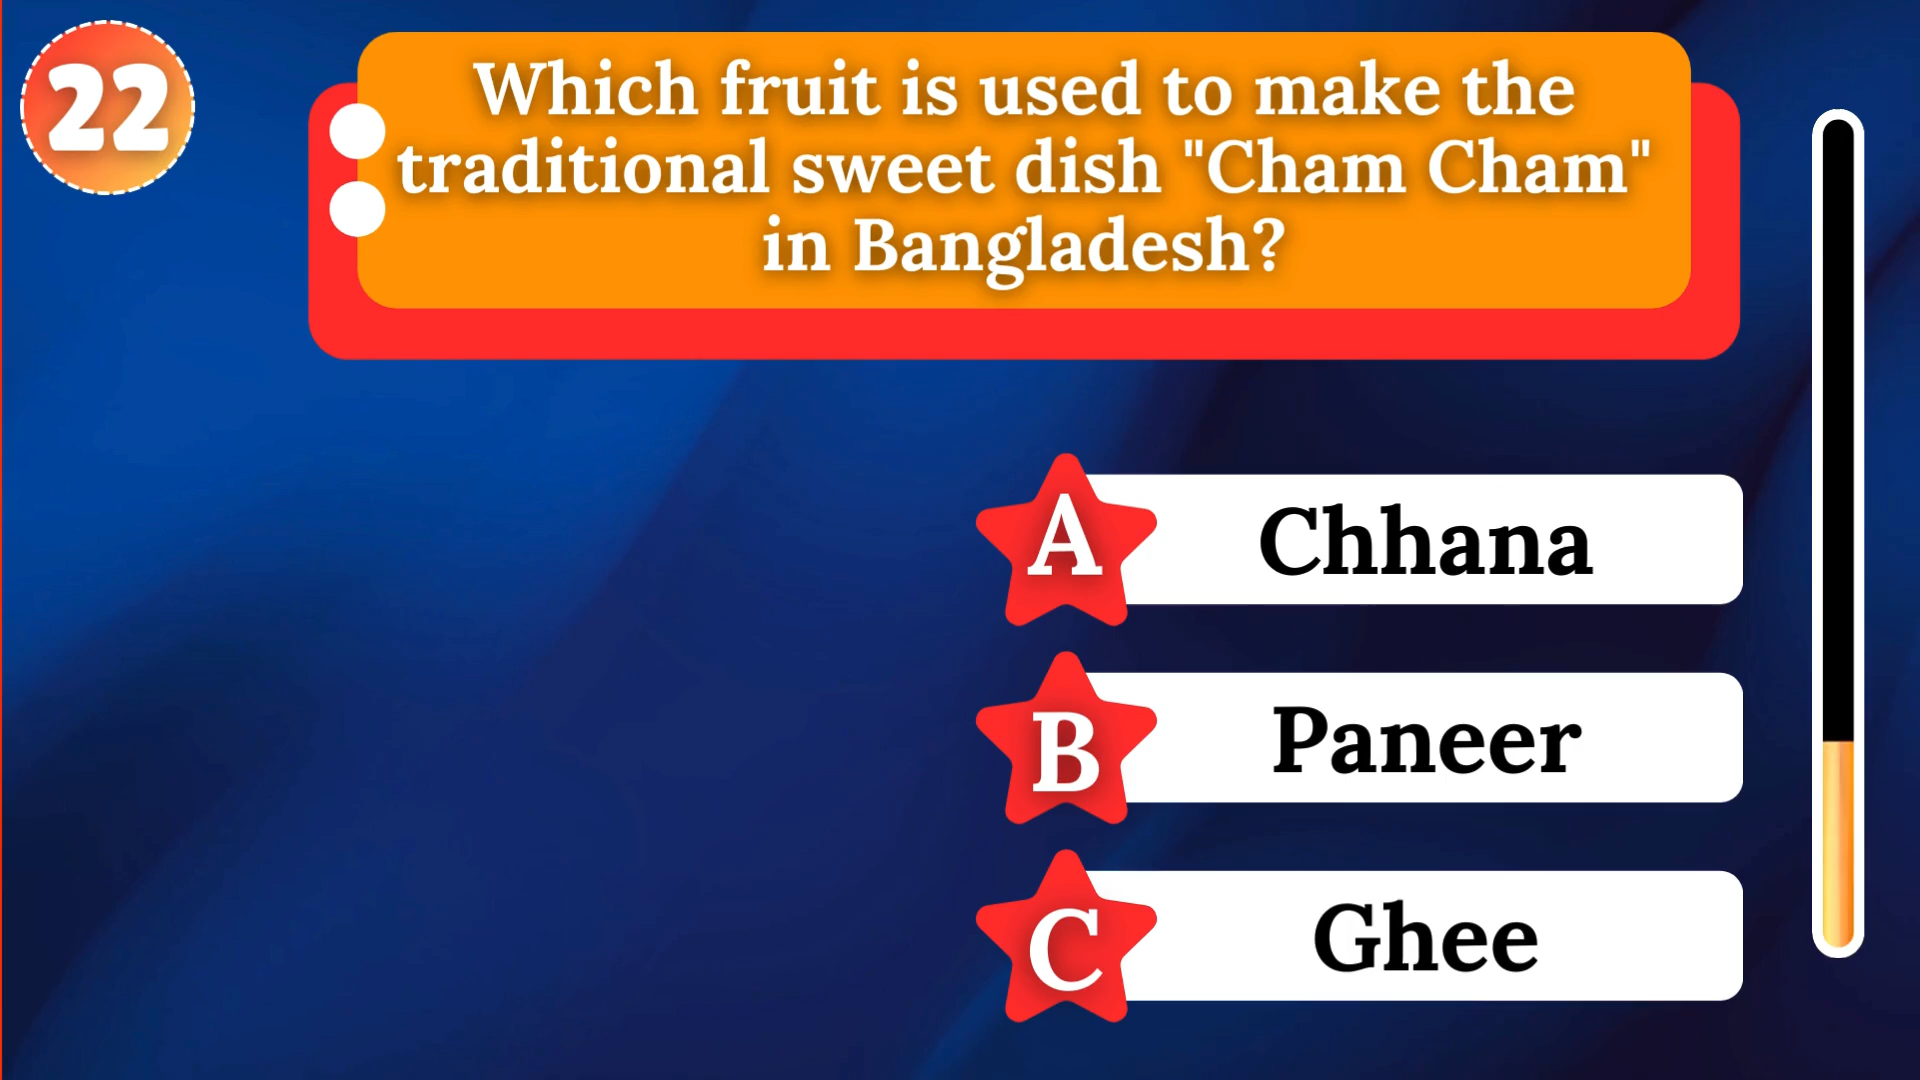 22
Which fruit is used to make the
traditional sweet dish "Cham Cham"
in Bangladesh?
A Chhana
B Paneer
C Ghee